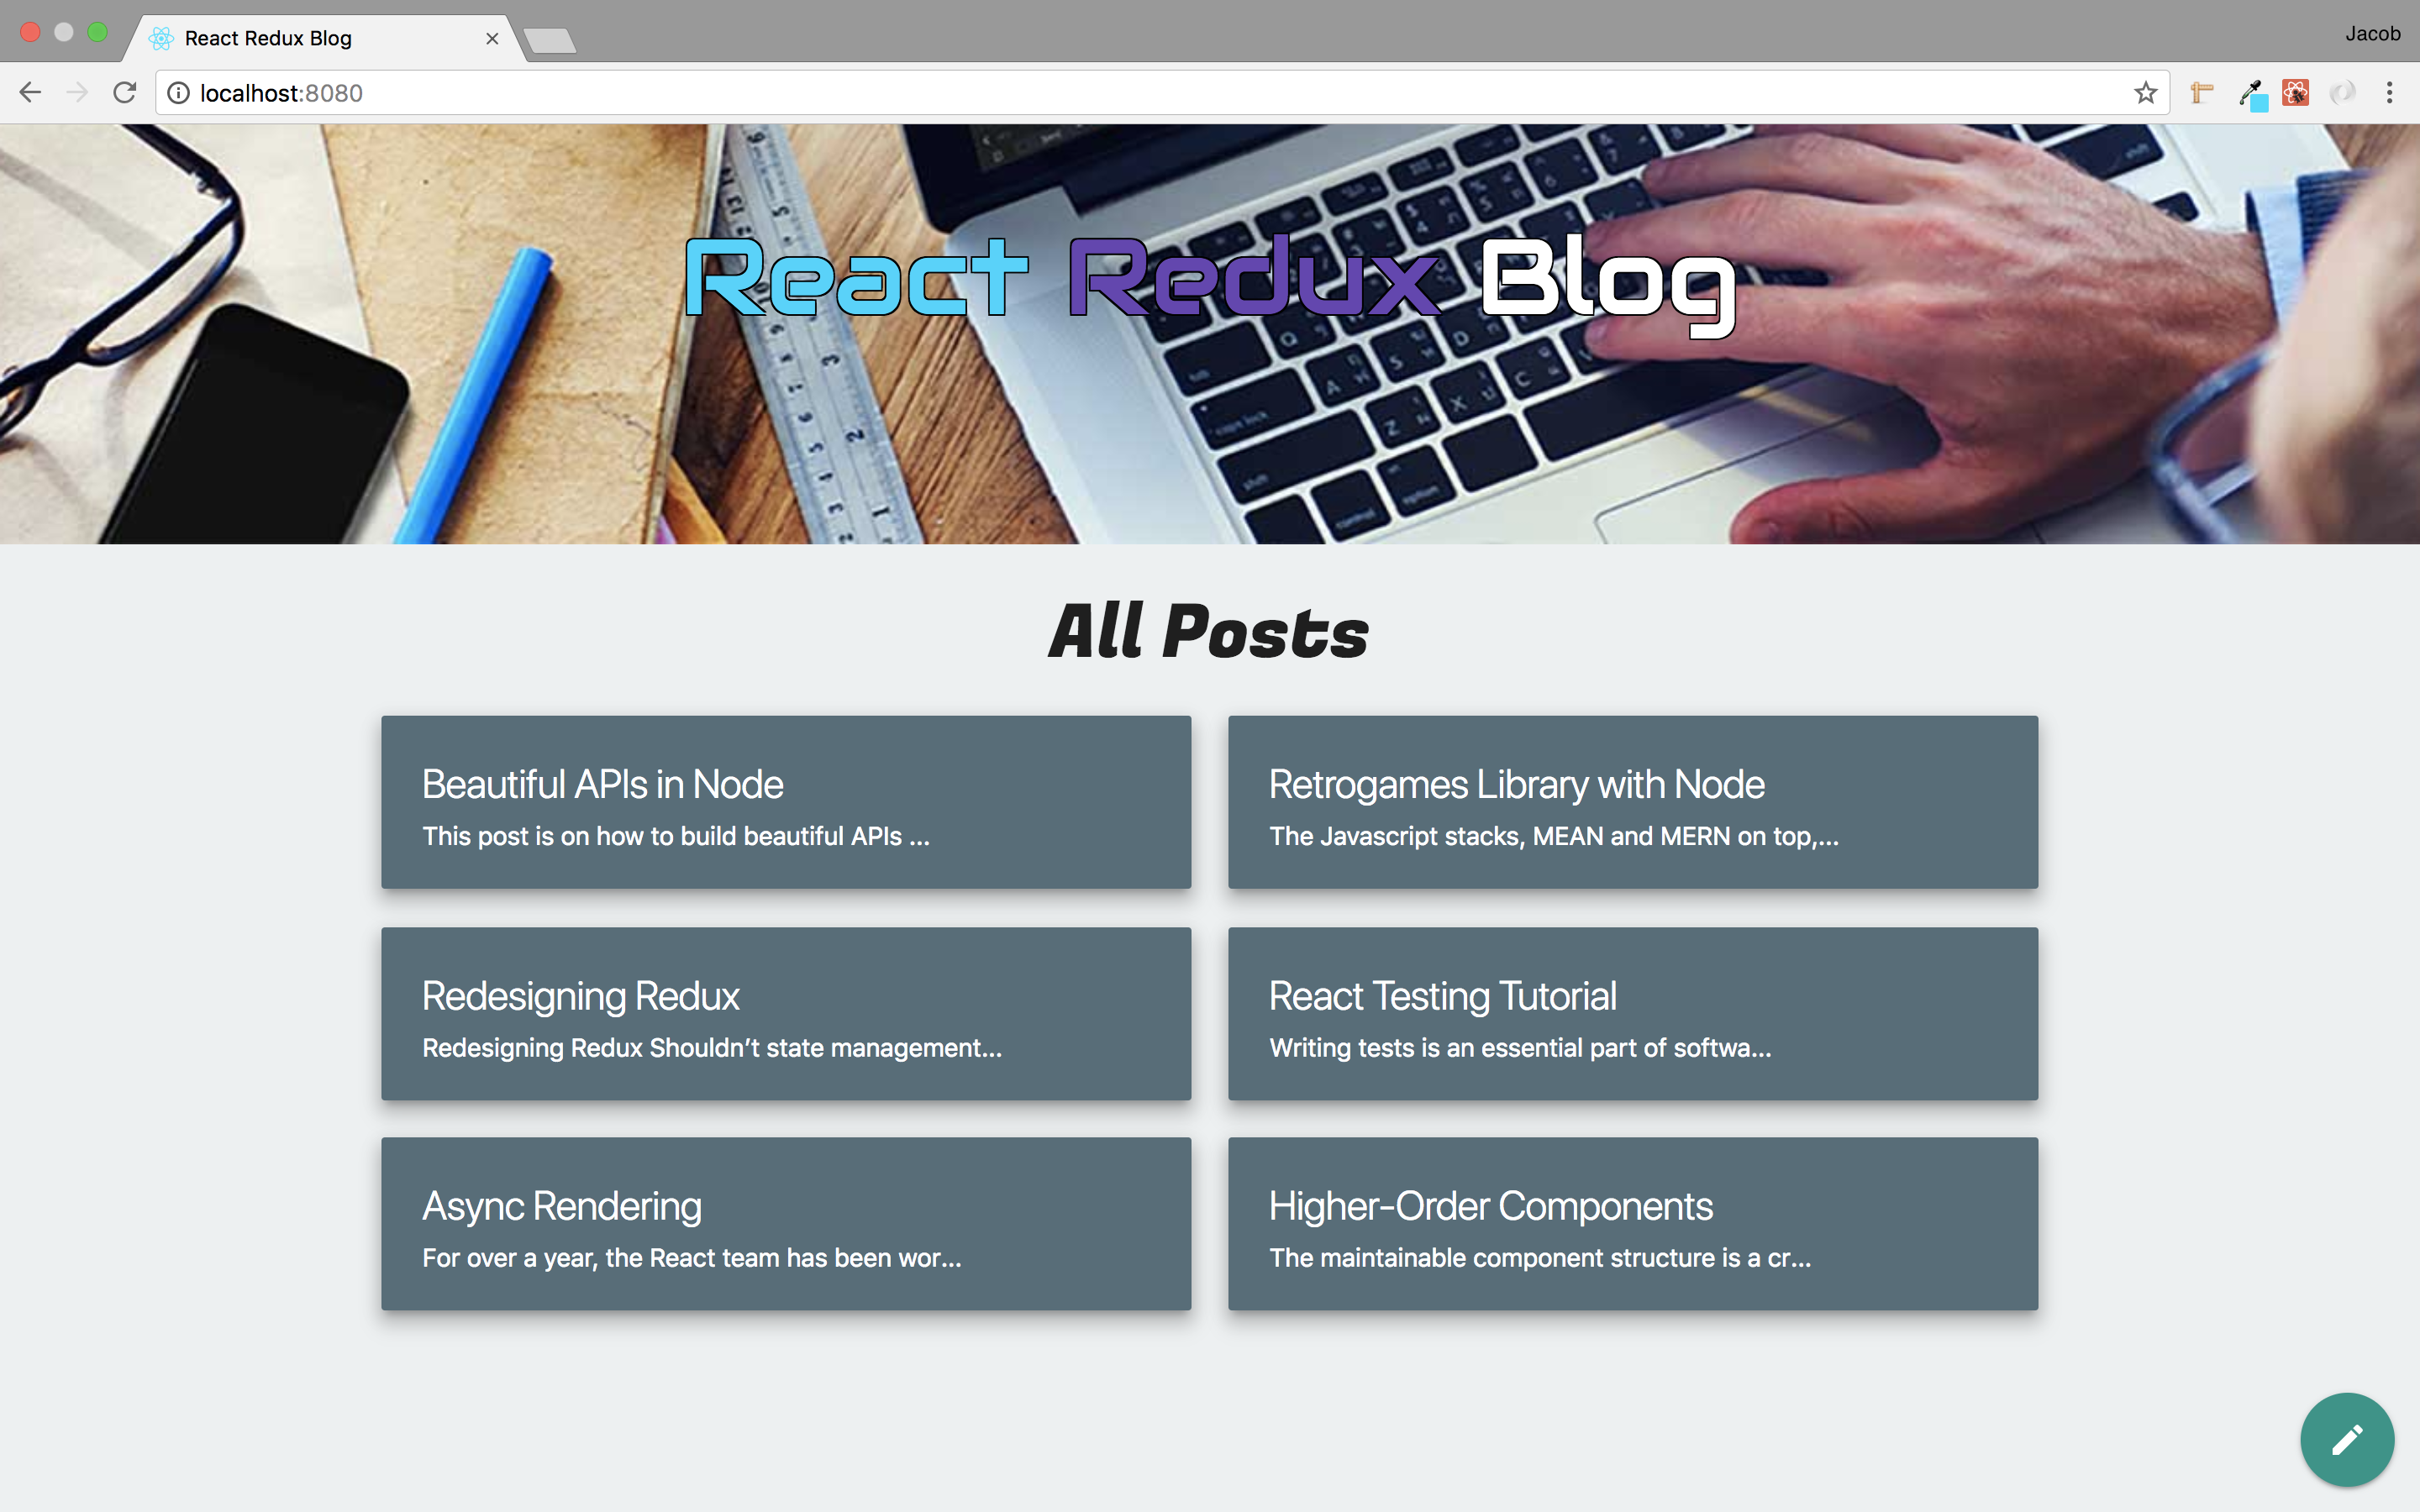 React Redux Blog
Jacob
localhost:8080
React Redux Blog
All Posts
Beautiful APIs in Node
This post is on how to build beautiful APIs ...
Retrogames Library with Node
The Javascript stacks, MEAN and MERN on top,...
Redesigning Redux
Redesigning Redux Shouldn’t state management...
React Testing Tutorial
Writing tests is an essential part of softwa...
Async Rendering
For over a year, the React team has been wor...
Higher-Order Components
The maintainable component structure is a cr...